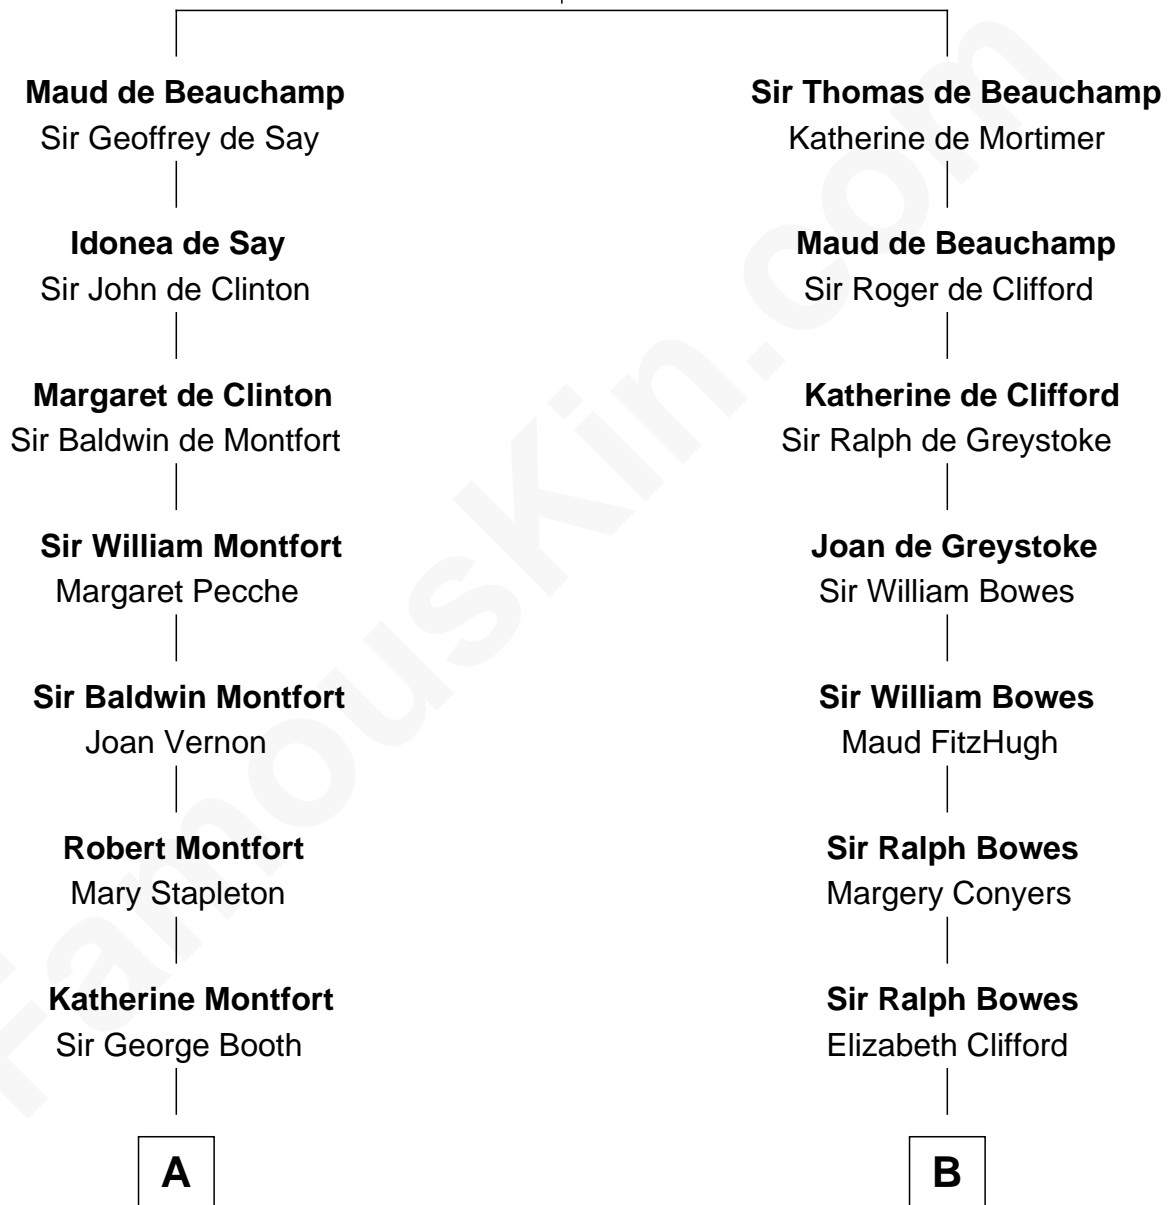 Maud de Beauchamp
Sir Geoffrey de Say
Idonea de Say
Sir John de Clinton
Margaret de Clinton
Sir Baldwin de Montfort
Sir William Montfort
Margaret Pecche
Sir Baldwin Montfort
Joan Vernon
Robert Montfort
Mary Stapleton
Katherine Montfort
Sir George Booth
A
Sir Thomas de Beauchamp
Katherine de Mortimer
Maud de Beauchamp
Sir Roger de Clifford
Katherine de Clifford
Sir Ralph de Greystoke
Joan de Greystoke
Sir William Bowes
Sir William Bowes
Maud FitzHugh
Sir Ralph Bowes
Margery Conyers
Sir Ralph Bowes
Elizabeth Clifford
B
FamousKin.com